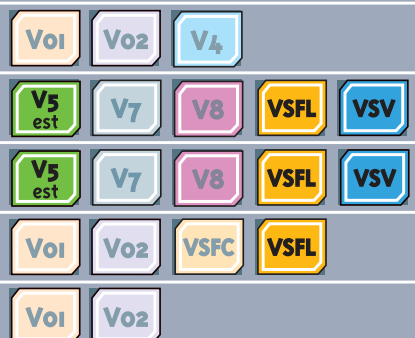 V01 V02 V4
V5 est V7 V8 VSFL VSV
V5 est V7 V8 VSFL VSV
V01 V02 VSFC VSFL
V01 V02